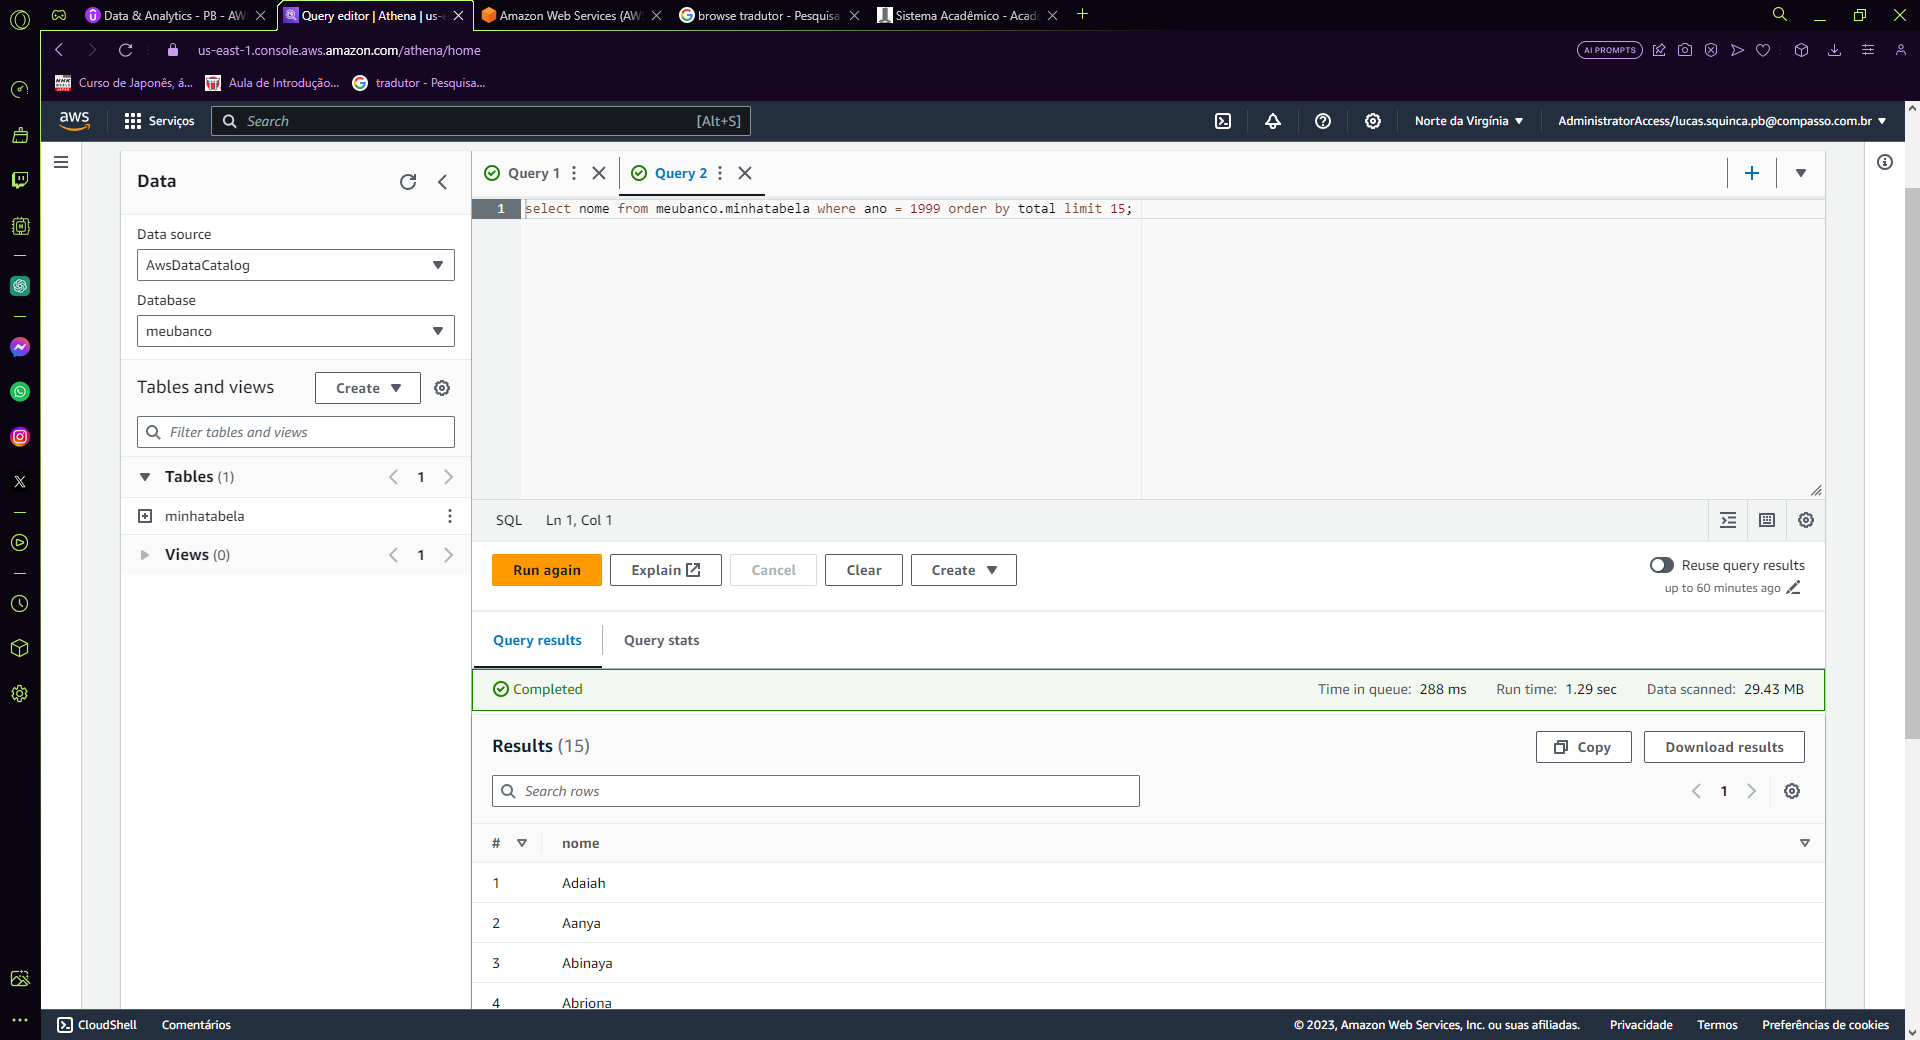 Data & Analytics - PB - AW
Query editor | Athena | us-e
Amazon Web Services (AW
browse tradutor - Pesquisa
Sistema Acadêmico - Acad
us-east-1.console.aws.amazon.com/athena/home
AI PROMPTS
Curso de Japonês, á...
Aula de Introdução...
tradutor - Pesquisa...
aws
Serviços
Search
[Alt+S]
Norte da Virgínia
AdministratorAccess/lucas.squinca.pb@compasso.com.br
Data
Query 1
Query 2
1 select nome from meubanco.minhatabela where ano = 1999 order by total limit 15;
Data source
AwsDataCatalog
Database
meubanco
Tables and views
Create
Filter tables and views
Tables (1)
1
minhatabela
Views (0)
1
SQL
Ln 1, Col 1
Run again
Explain
Cancel
Clear
Create
Reuse query results
up to 60 minutes ago
Query results
Query stats
Completed
Time in queue: 288 ms
Run time: 1.29 sec
Data scanned: 29.43 MB
Results (15)
Copy
Download results
Search rows
1
# nome
1 Adaiah
2 Aanya
3 Abinaya
4 Abriona
CloudShell
Comentários
© 2023, Amazon Web Services, Inc. ou suas afiliadas.
Privacidade
Termos
Preferências de cookies